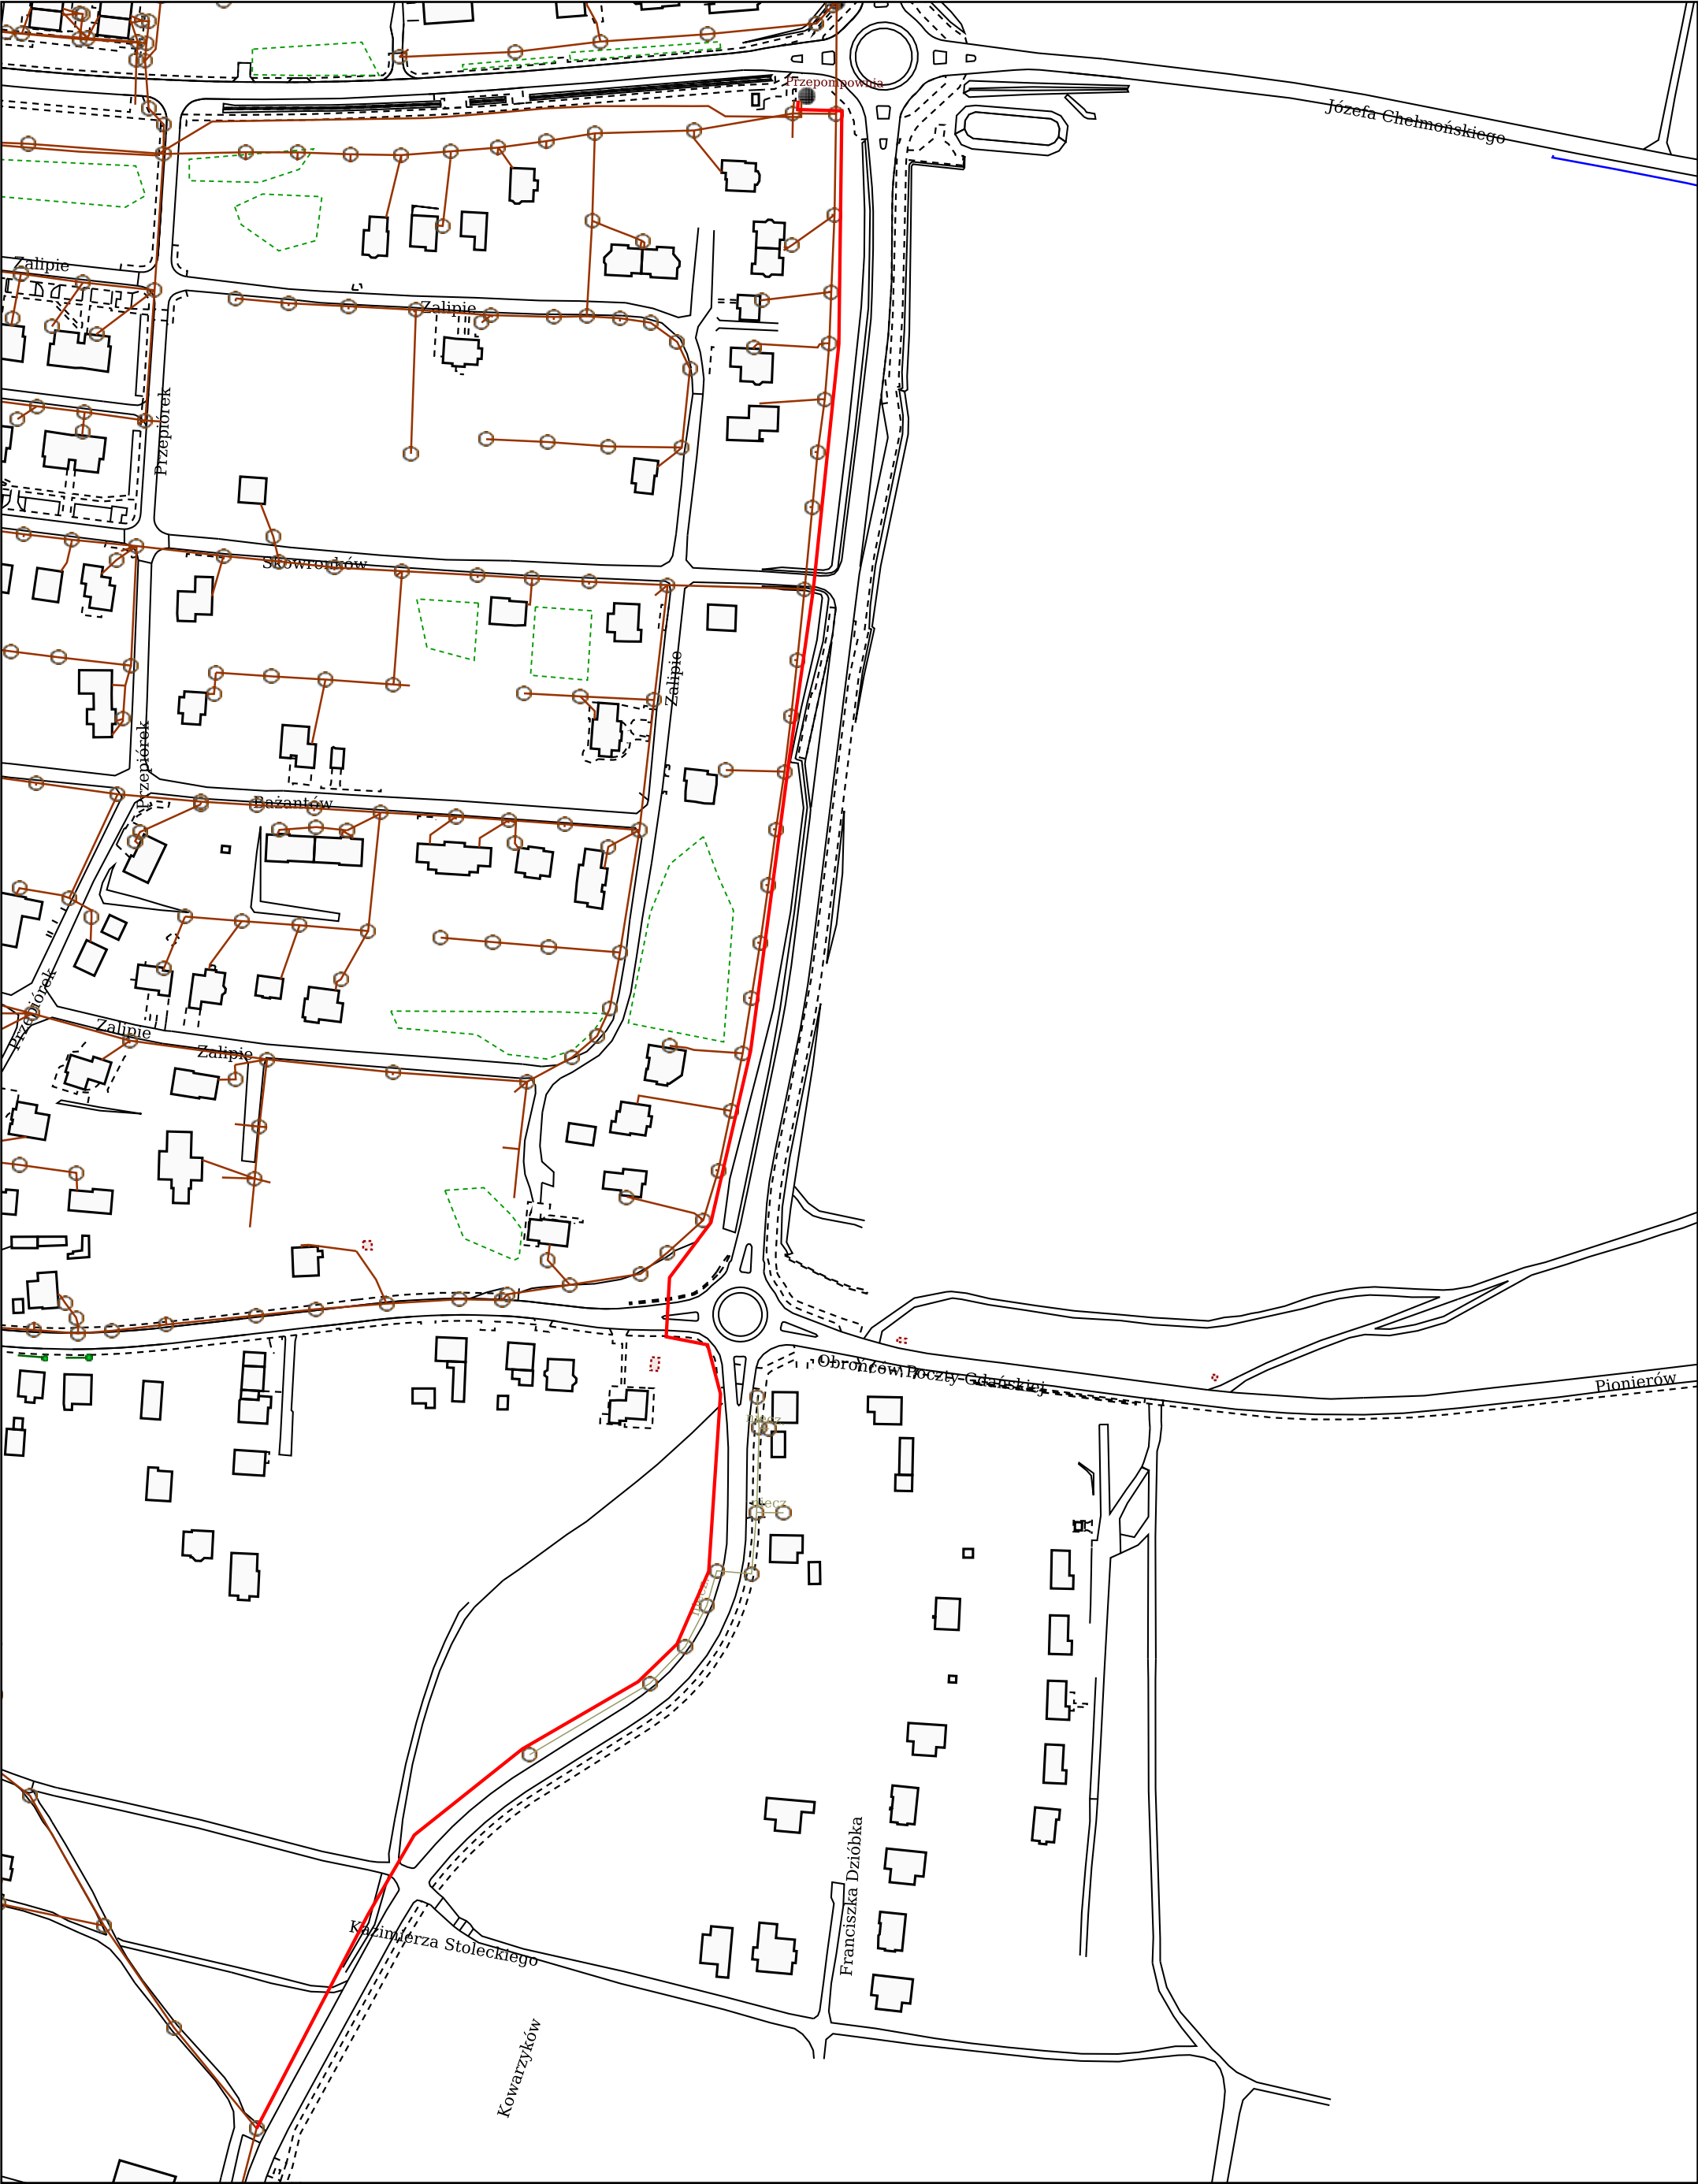 Przepompownia
Józefa Chełmońskiego
Zalipie
Zalipie
Przepiórek
Skowronków
Zalipie
Przepiórek
Bażantów
Przepiórek
Zalipie
Zalipie
Obrońców Poczty Gdańskiej
Pionierów
Franciszka Dzióbka
Kazimierza Stoleckiego
Kowarzyków